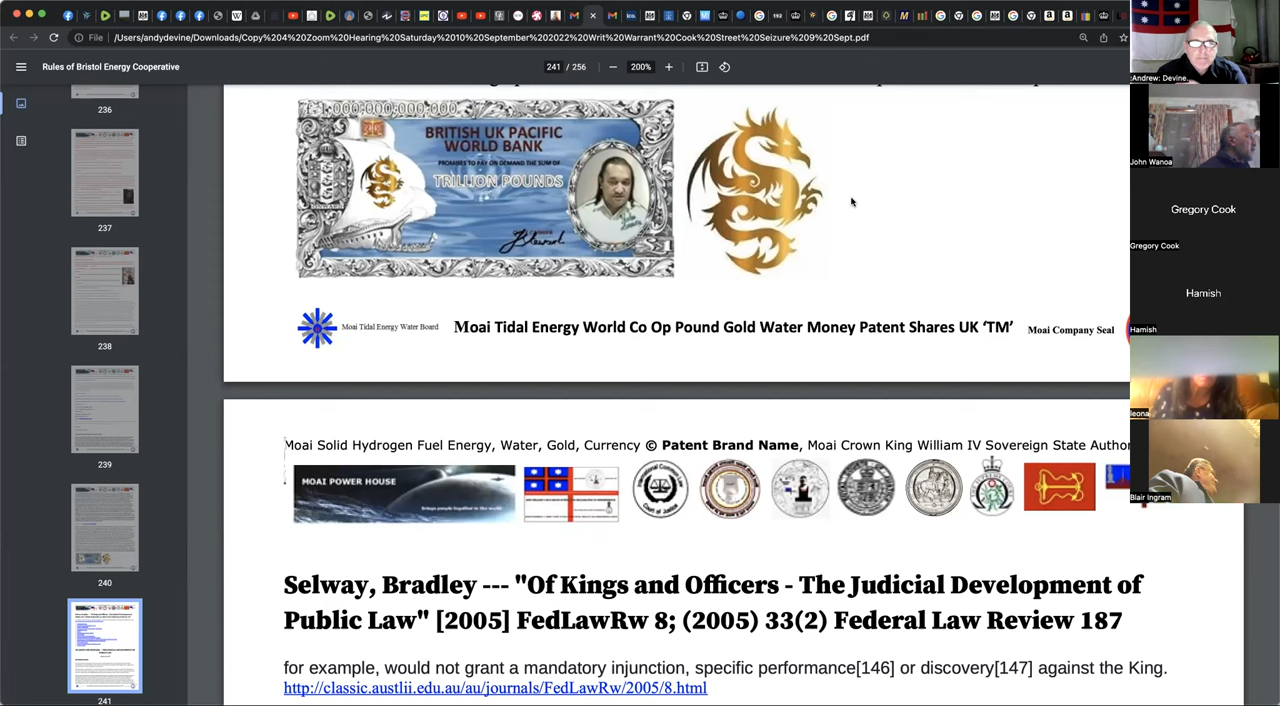 File
/Users/andydevine/Downloads/Copy%204%20Zoom%20Hearing%20Saturday%2010%20September%202022%20Writ%20Warrant%20Cook%20Street%20Seizure%209%20Sept.pdf
Rules of Bristol Energy Cooperative
241 / 256
200%
236
237
238
239
240
241
BRITISH UK PACIFIC
WORLD BANK
PROMISES TO PAY ON DEMAND THE SUM OF
TRILLION POUNDS
Moai Tidal Energy Water Board
Moai Tidal Energy World Co Op Pound Gold Water Money Patent Shares UK ‘TM’
Moai Company Seal
Moai Solid Hydrogen Fuel Energy, Water, Gold, Currency © Patent Brand Name, Moai Crown King William IV Sovereign State Author
MOAI POWER HOUSE
Brings people together in the world
Selway, Bradley --- "Of Kings and Officers - The Judicial Development of
Public Law" [2005] FedLawRw 8; (2005) 33(2) Federal Law Review 187
for example, would not grant a mandatory injunction, specific performance[146] or discovery[147] against the King.
http://classic.austlii.edu.au/au/journals/FedLawRw/2005/8.html
:Andrew: Devine.
John Wanoa
Gregory Cook
Gregory Cook
Hamish
Hamish
leona
Blair Ingram